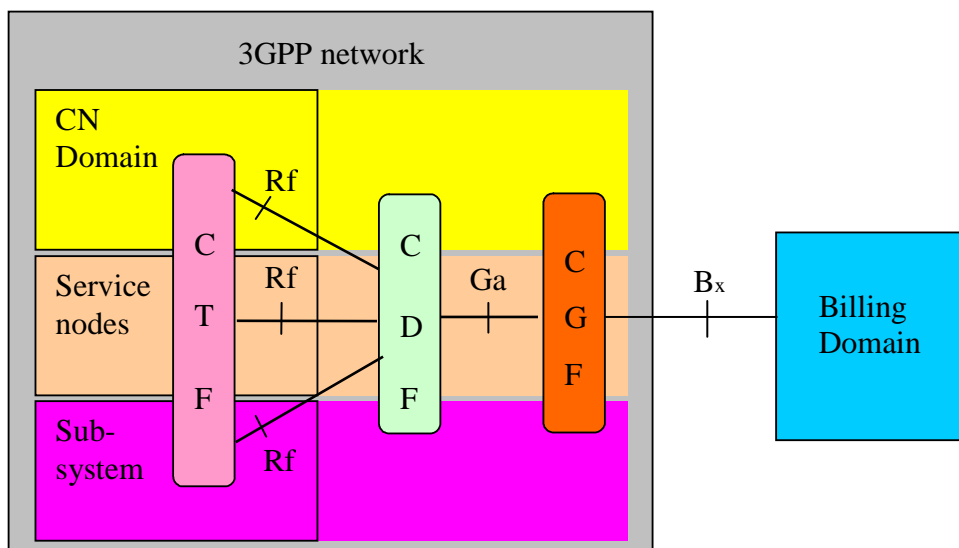 3GPP network
CN
Domain
Rf
C
T
F
Service
nodes
Rf
Sub-
system
Rf
C
D
F
Ga
C
G
F
Bx
Billing
Domain